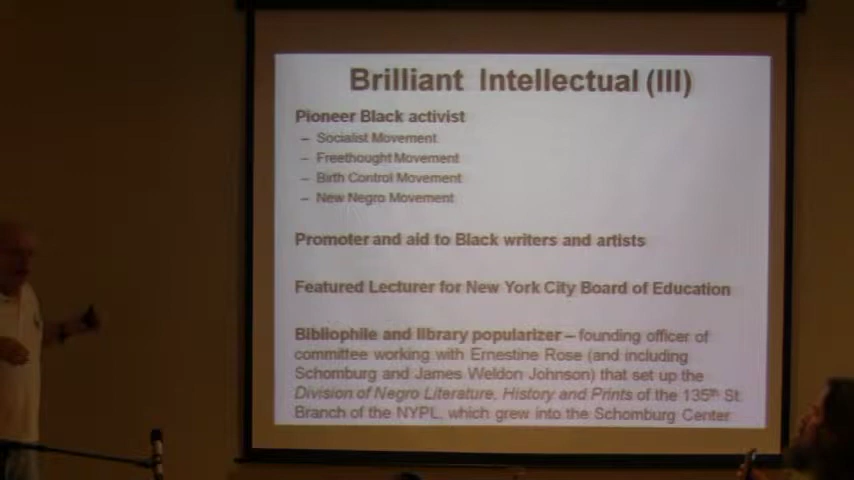 Brilliant Intellectual (III)
Pioneer Black activist
– Socialist Movement
– Freethought Movement
– Birth Control Movement
– New Negro Movement
Promoter and aid to Black writers and artists
Featured Lecturer for New York City Board of Education
Bibliophile and library popularizer – founding officer of
committee working with Ernestine Rose (and including
Schomburg and James Weldon Johnson) that set up the
Division of Negro Literature, History and Prints of the 135th St.
Branch of the NYPL, which grew into the Schomburg Center